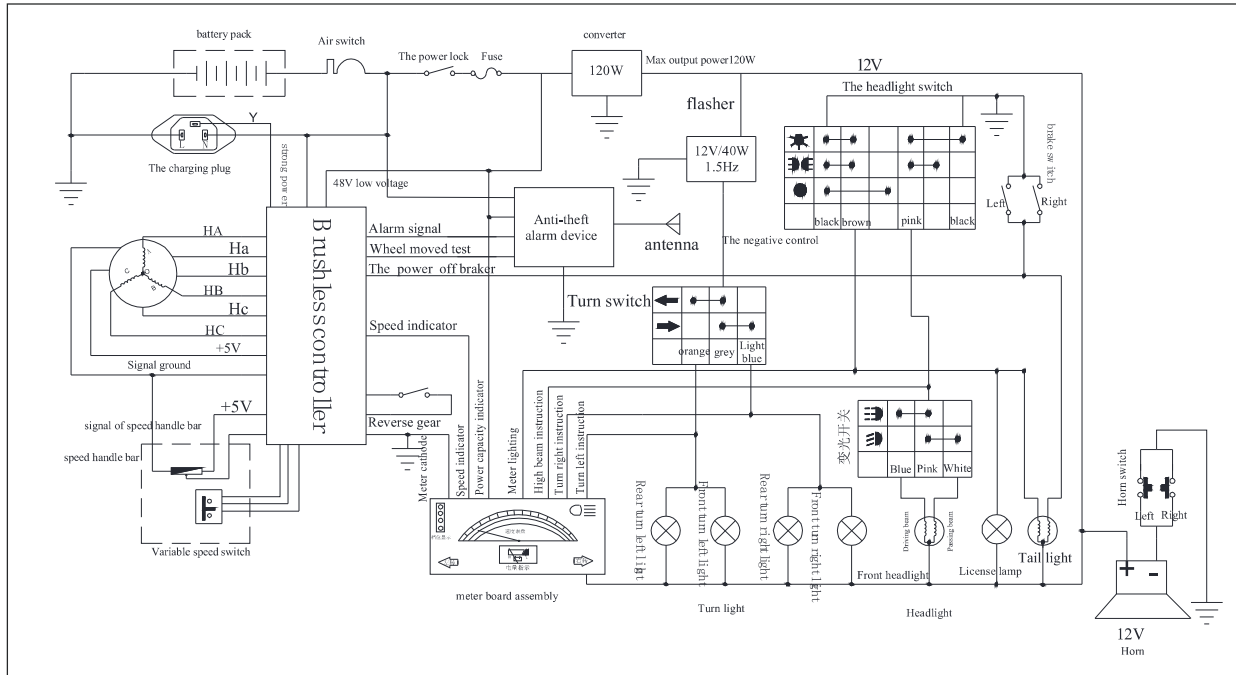 battery pack
Air switch
The power lock
Fuse
converter
120W
Max output power120W
12V
flasher
The headlight switch
12V/40W
1.5Hz
brake switch
Y
L
N
The charging plug
strong power
48V low voltage
Anti-theft
alarm device
antenna
Left
Right
black
brown
pink
black
The negative control
HA
Ha
Hb
HB
Hc
HC
+5V
Signal ground
A
B
C
O
Brushless controller
Alarm signal
Wheel moved test
The power off braker
Speed indicator
Turn switch
orange
grey
Light
blue
+5V
signal of speed handle bar
speed handle bar
Reverse gear
Variable speed switch
Meter cathode
Speed indicator
Power capacity indicator
Meter lighting
High beam instruction
Turn right instruction
Turn left instruction
变光开关
Blue
Pink
White
Horn switch
Left
Right
Rear turn left light
Front turn left light
Rear turn right light
Front turn right light
Driving beam
Passing beam
Front headlight
License lamp
Tail light
电量指示
meter board assembly
Turn light
Headlight
+
-
12V
Horn